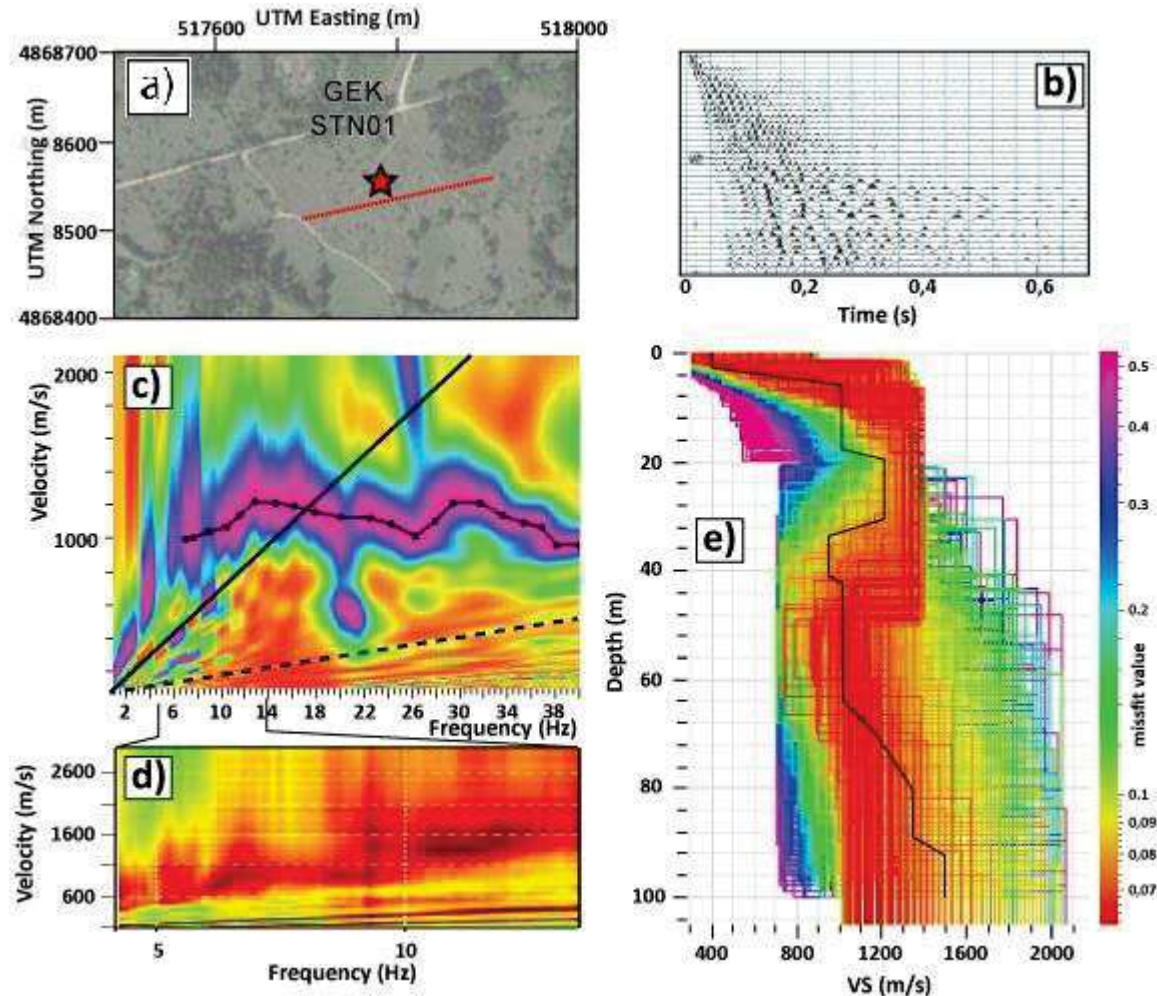 UTM Easting (m)
517600
518000
4868700
8600
8500
4868400
UTM Northing (m)
a)
GEK
STN01
b)
0
0,2
0,4
0,6
Time (s)
c)
2000
1000
Velocity (m/s)
2 6 10 14 18 22 26 30 34 38
Frequency (Hz)
d)
2600
1600
600
Velocity (m/s)
5
10
Frequency (Hz)
e)
0
20
40
60
80
100
Depth (m)
400 800 1200 1600 2000
VS (m/s)
0.5
0.4
0.3
0.2
0.1
0,09
0,08
0,07
missfit value